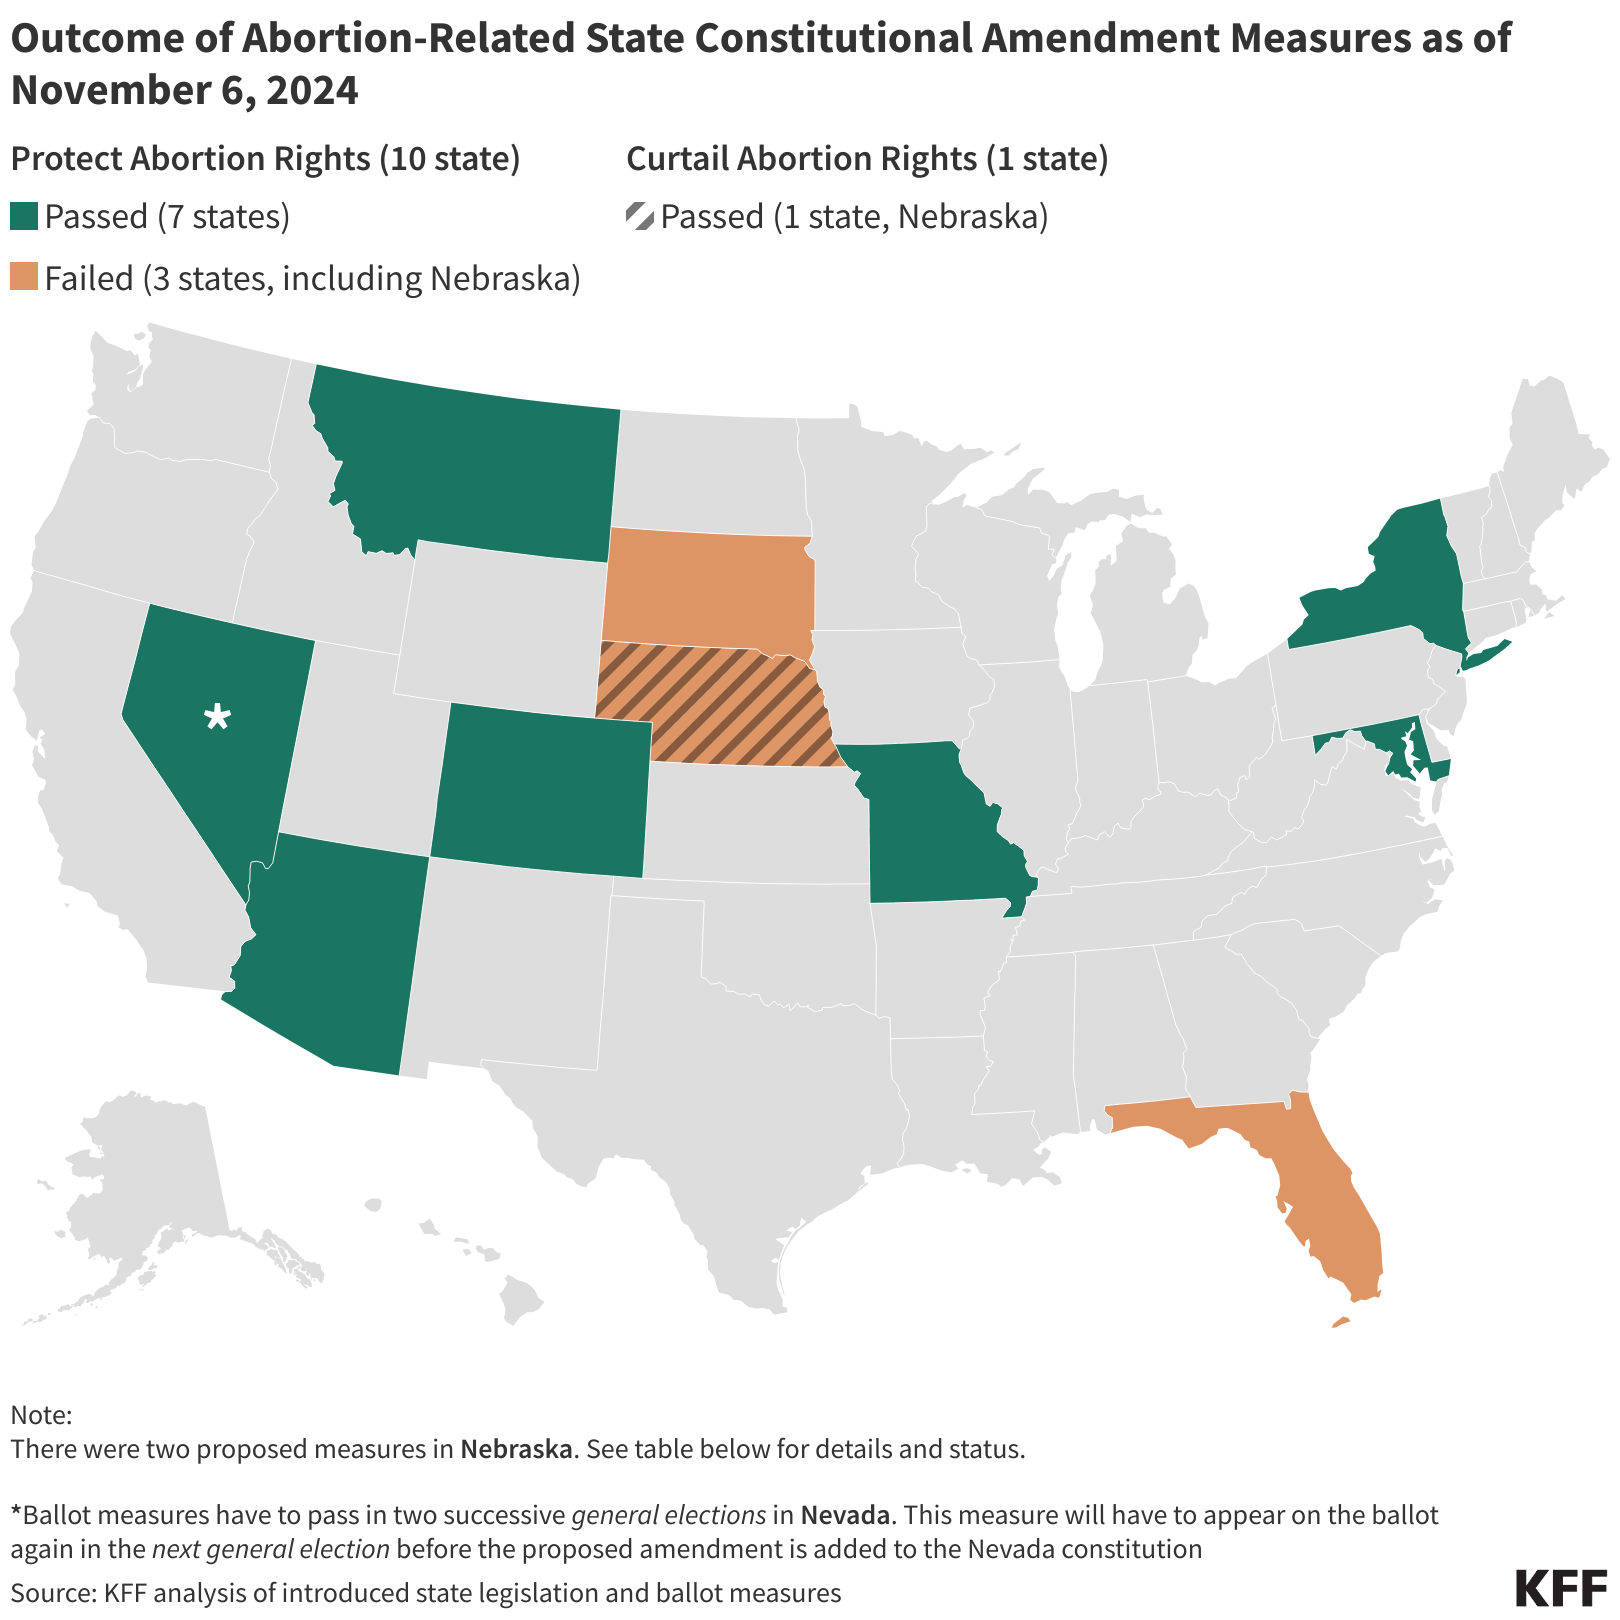 Outcome of Abortion-Related State Constitutional Amendment Measures as of
November 6, 2024
Protect Abortion Rights (10 state)
Curtail Abortion Rights (1 state)
Passed (7 states)
Passed (1 state, Nebraska)
Failed (3 states, including Nebraska)
*
Note:
There were two proposed measures in Nebraska. See table below for details and status.
*Ballot measures have to pass in two successive general elections in Nevada. This measure will have to appear on the ballot
again in the next general election before the proposed amendment is added to the Nevada constitution
Source: KFF analysis of introduced state legislation and ballot measures
KFF